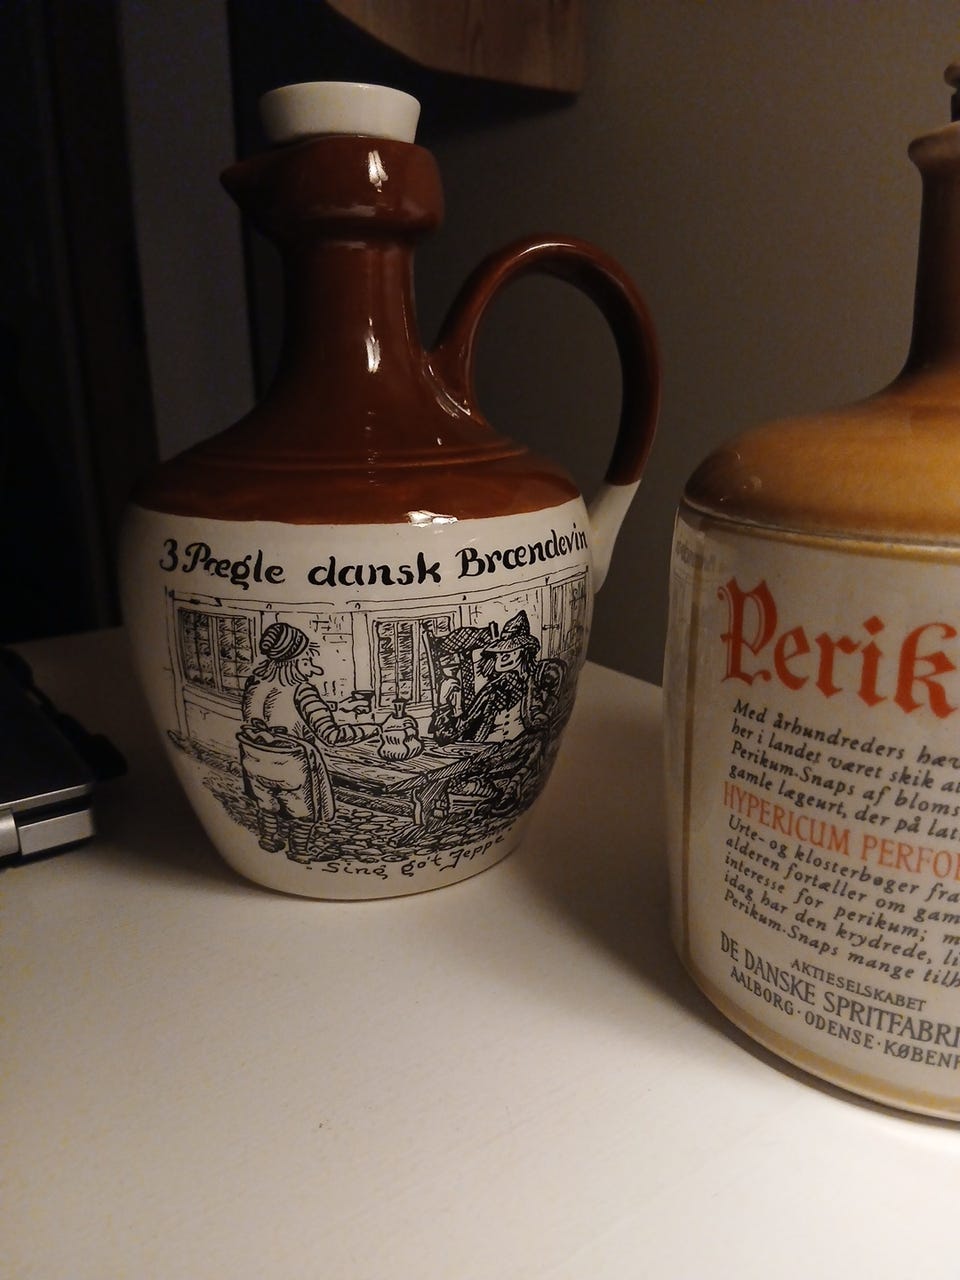 3 Pægle dansk Brændevin
Sing go't Jeppe
Perik
Med århundreders hæv
her i landet været skik at
Perikum-Snaps af bloms
gamle lægeurt, der på lat
HYPERICUM PERFO
Urte- og klosterbøger fra
alderen fortæller om gam
interesse for perikum; m
idag har den krydrede, li
Perikum-Snaps mange tilh
AKTIESELSKABET
DE DANSKE SPRITFABRI
AALBORG · ODENSE · KØBENH